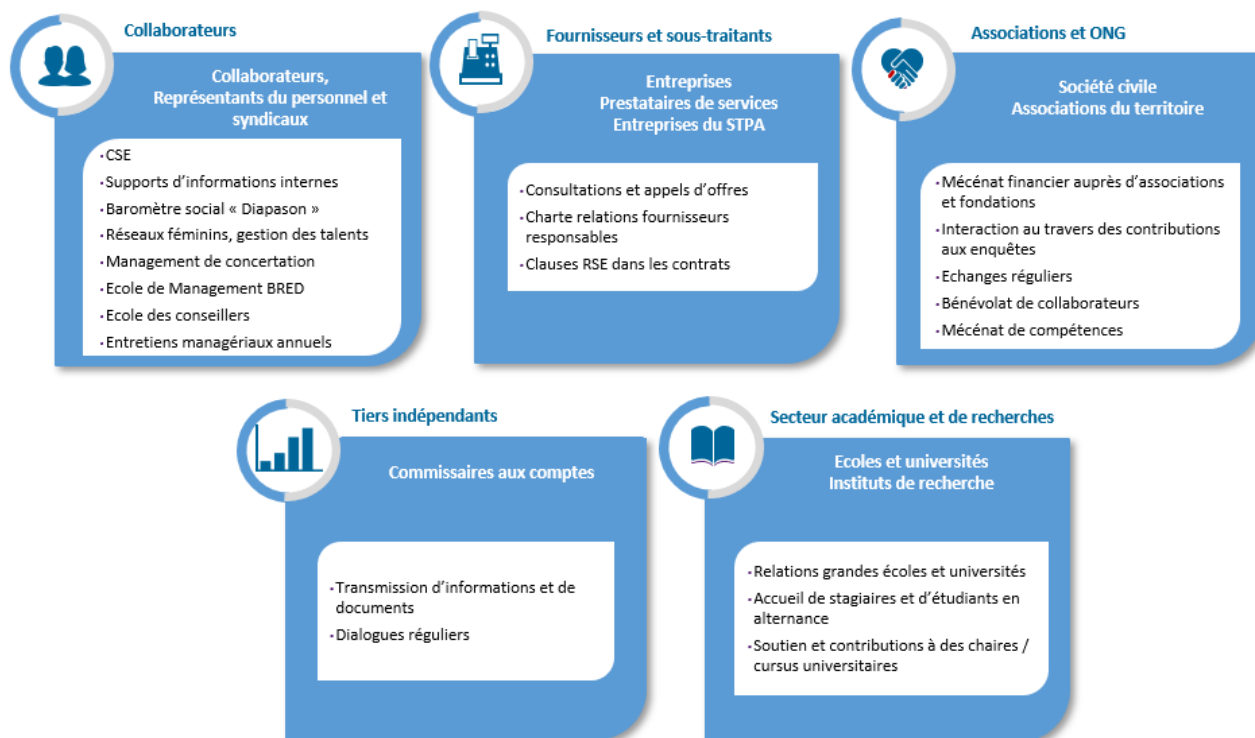 Collaborateurs
Collaborateurs,
Représentants du personnel et
syndicaux
·CSE
·Supports d'informations internes
·Baromètre social « Diapason »
·Réseaux féminins, gestion des talents
·Management de concertation
·Ecole de Management BRED
·Ecole des conseillers
·Entretiens managériaux annuels
Fournisseurs et sous-traitants
Entreprises
Prestataires de services
Entreprises du STPA
·Consultations et appels d'offres
·Charte relations fournisseurs
responsables
·Clauses RSE dans les contrats
Associations et ONG
Société civile
Associations du territoire
·Mécénat financier auprès d'associations
et fondations
·Interaction au travers des contributions
aux enquêtes
·Echanges réguliers
·Bénévolat de collaborateurs
·Mécénat de compétences
Tiers indépendants
Commissaires aux comptes
·Transmission d'informations et de
documents
·Dialogues réguliers
Secteur académique et de recherches
Ecoles et universités
Instituts de recherche
·Relations grandes écoles et universités
·Accueil de stagiaires et d'étudiants en
alternance
·Soutien et contributions à des chaires /
cursus universitaires